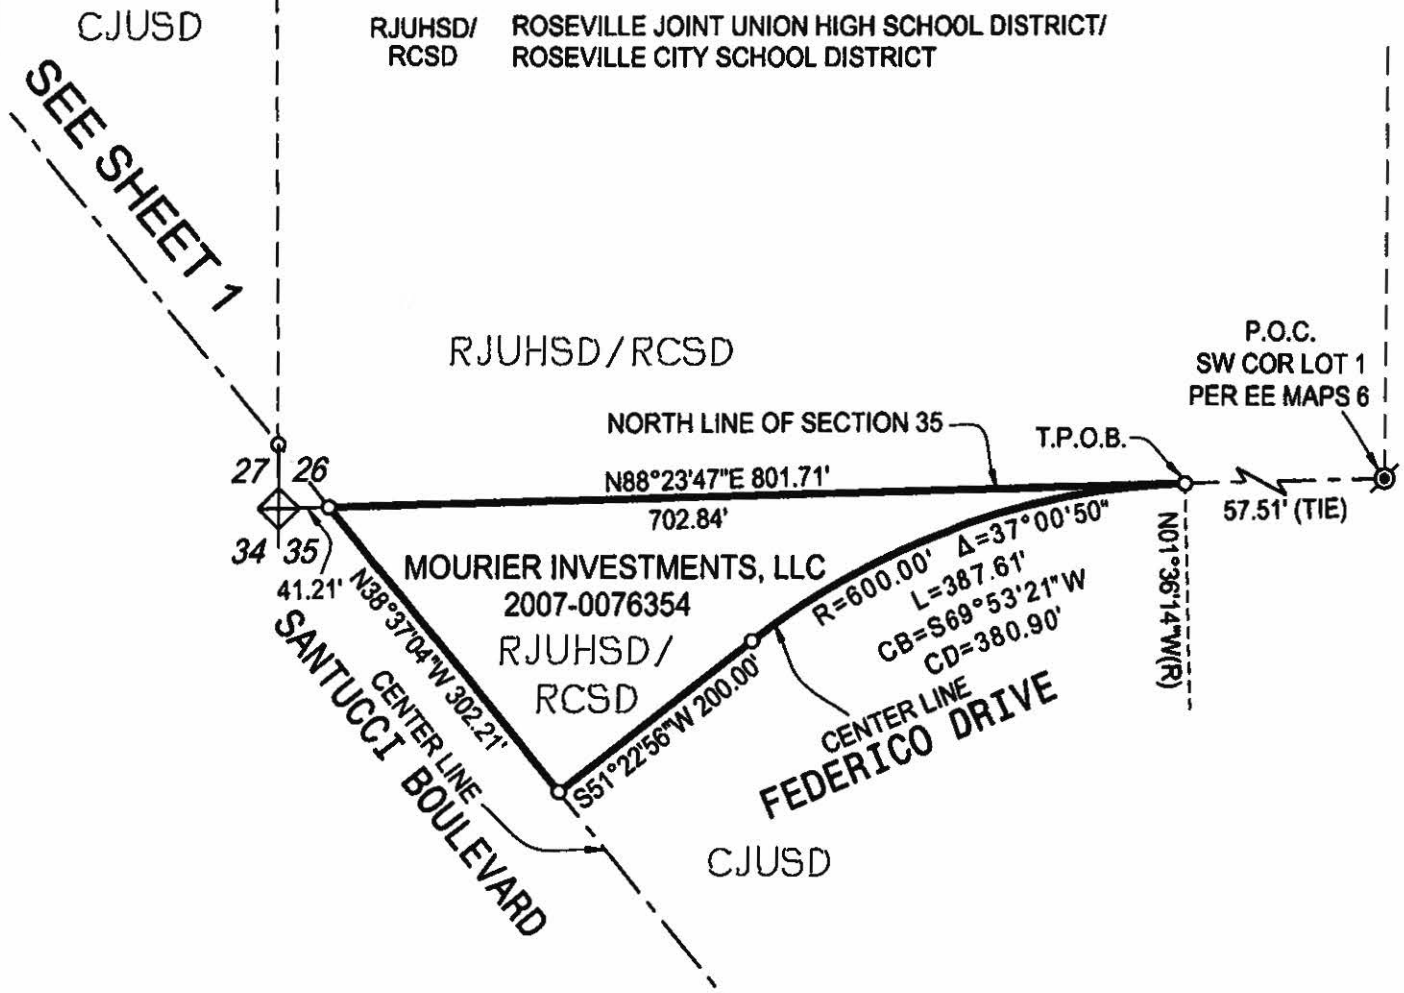 CJUSD
RJUHSD/ ROSEVILLE JOINT UNION HIGH SCHOOL DISTRICT/
RCSD ROSEVILLE CITY SCHOOL DISTRICT
SEE SHEET 1
RJUHSD/RCSD
P.O.C.
SW COR LOT 1
PER EE MAPS 6
NORTH LINE OF SECTION 35
T.P.O.B.
27 26
34 35
41.21'
N88°23'47"E 801.71'
702.84'
57.51' (TIE)
N01°36'14"W(R)
MOURIER INVESTMENTS, LLC
2007-0076354
RJUHSD/
RCSD
R=600.00' Δ=37°00'50"
L=387.61'
CB=S69°53'21"W
CD=380.90'
N38°37'04"W 302.21'
CENTER LINE
SANTUCCI BOULEVARD
S51°22'56"W 200.00'
CENTER LINE
FEDERICO DRIVE
CJUSD